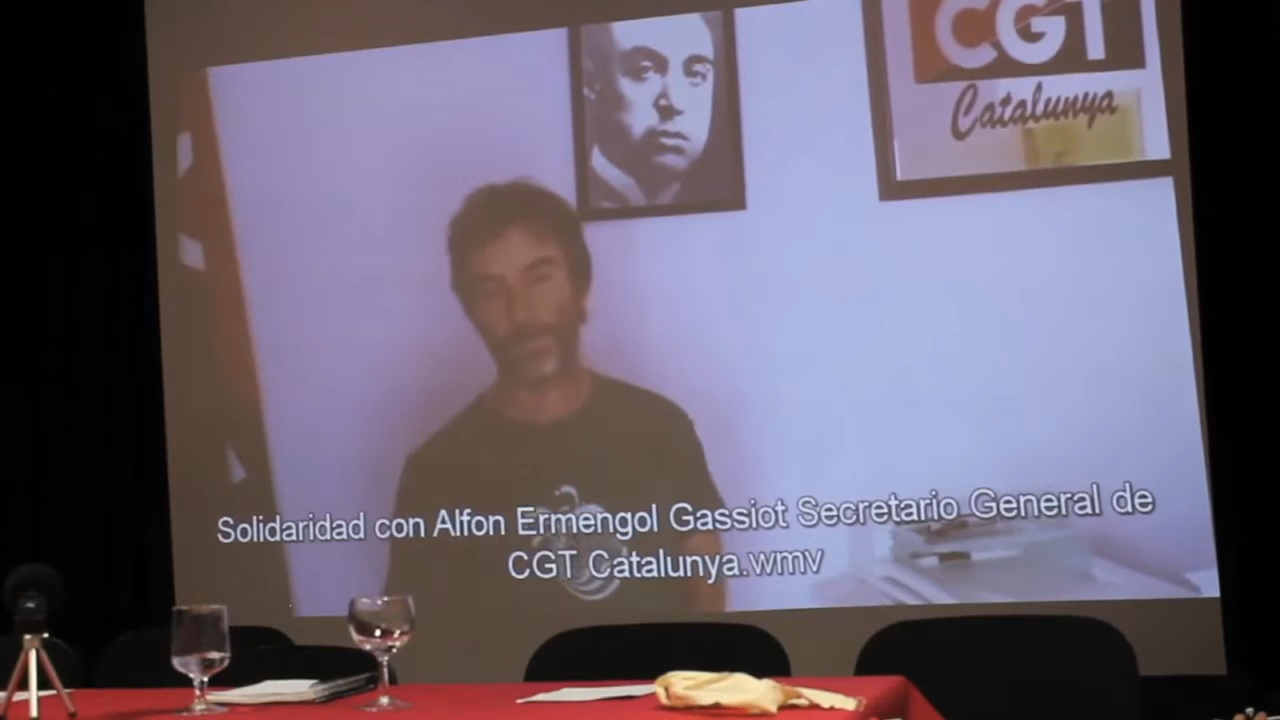 CGT
Catalunya
Solidaridad con Alfon Ermengol Gassiot Secretario General de
CGT Catalunya.wmv